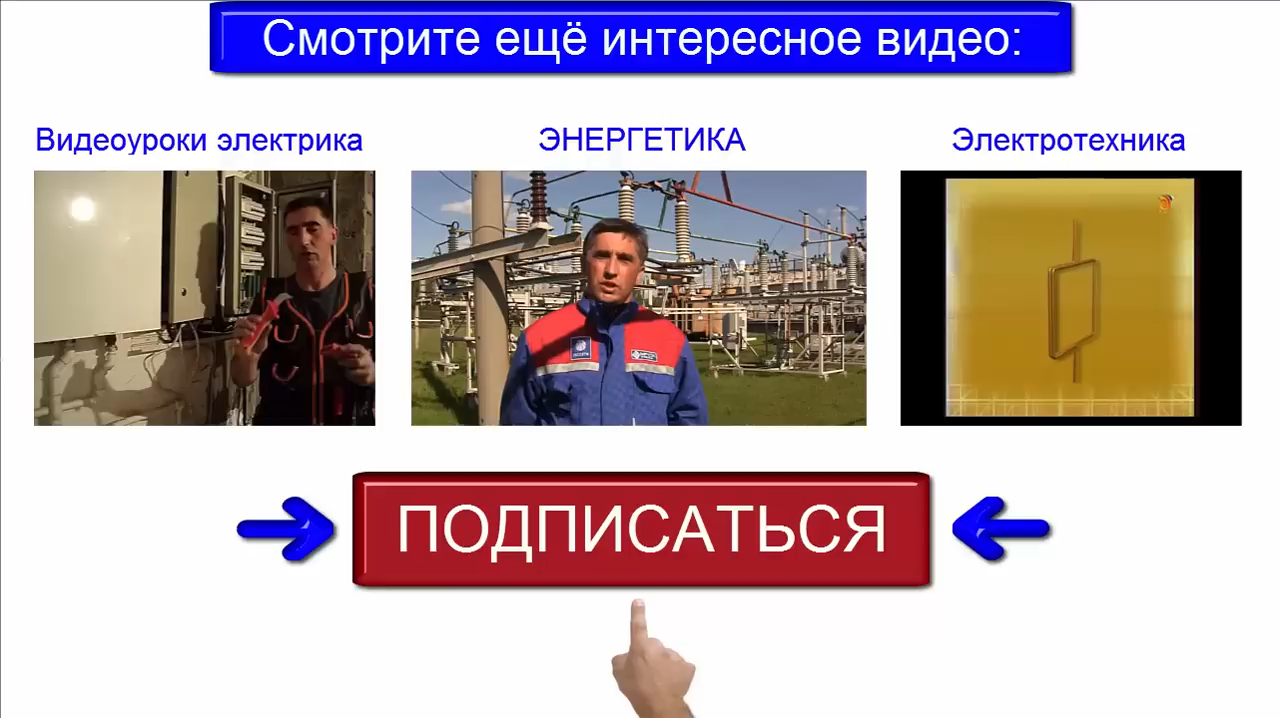 Смотрите ещё интересное видео:
Видеоуроки электрика
ЭНЕРГЕТИКА
Электротехника
ПОДПИСАТЬСЯ